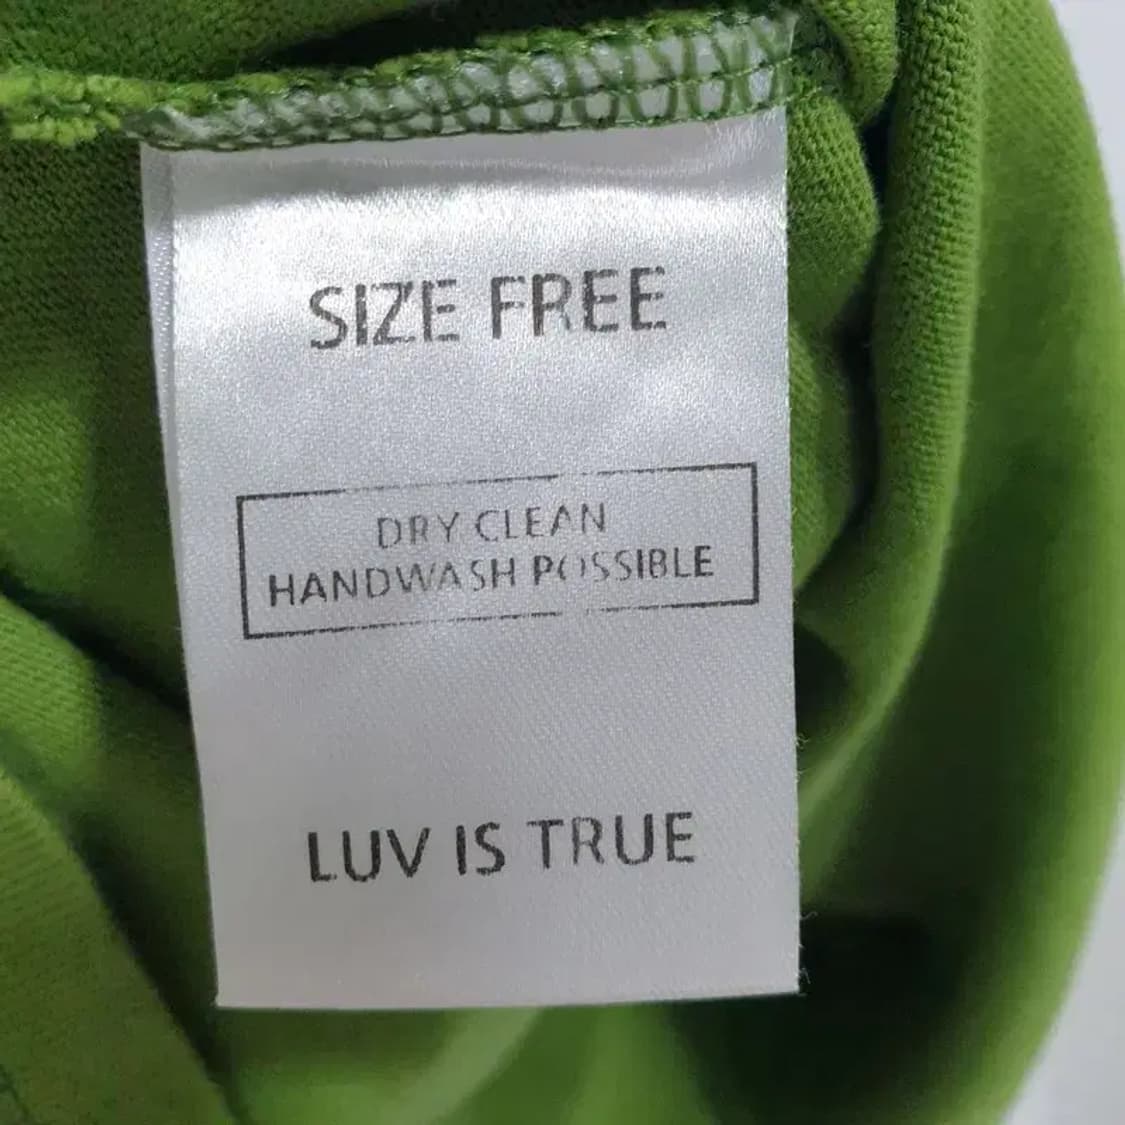 SIZE FREE
DRY CLEAN
HANDWASH POSSIBLE
LUV IS TRUE